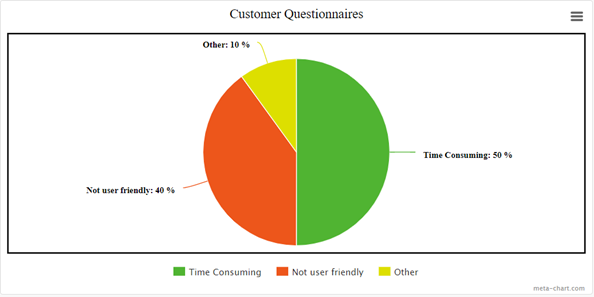 Customer Questionnaires
Other: 10 %
Time Consuming: 50 %
Not user friendly: 40 %
Time Consuming
Not user friendly
Other
meta-chart.com